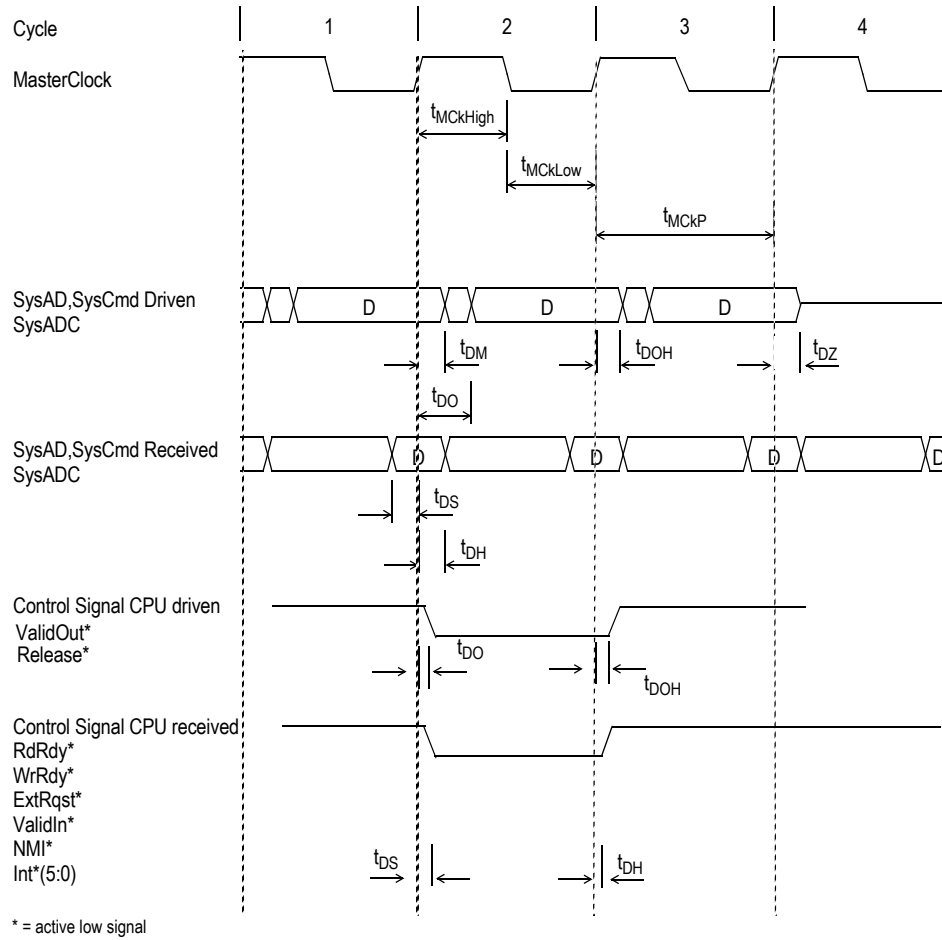 Cycle 1 2 3 4
MasterClock
tMCkHigh
tMCkLow
tMCkP
SysAD,SysCmd Driven
SysADC
D D D
tDM tDOH tDZ
tDO
SysAD,SysCmd Received
SysADC
D D D D
tDS
tDH
Control Signal CPU driven
ValidOut*
Release*
tDO
tDOH
Control Signal CPU received
RdRdy*
WrRdy*
ExtRqst*
ValidIn*
NMI*
Int*(5:0)
tDS tDH
* = active low signal